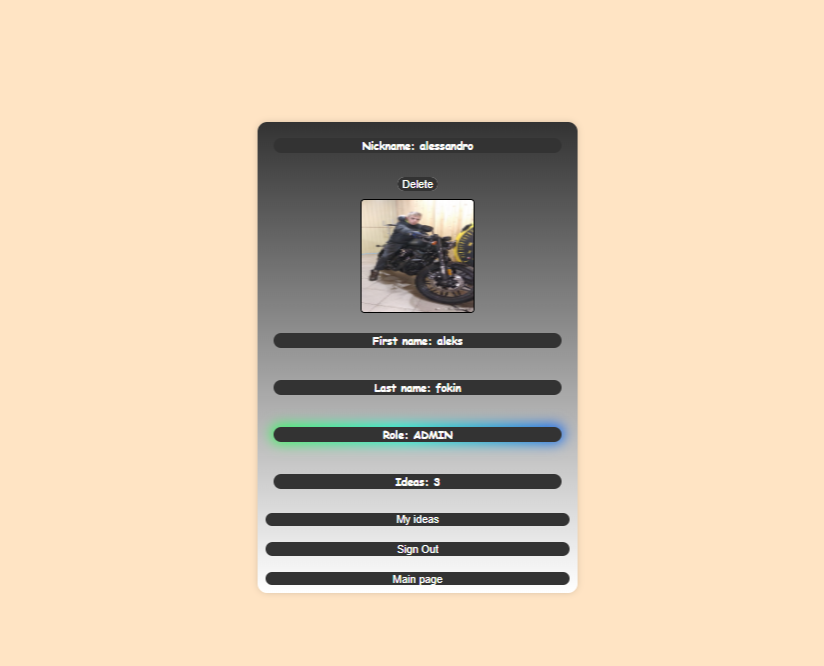 Nickname: alessandro
Delete
First name: aleks
Last name: fokin
Role: ADMIN
Ideas: 3
My ideas
Sign Out
Main page